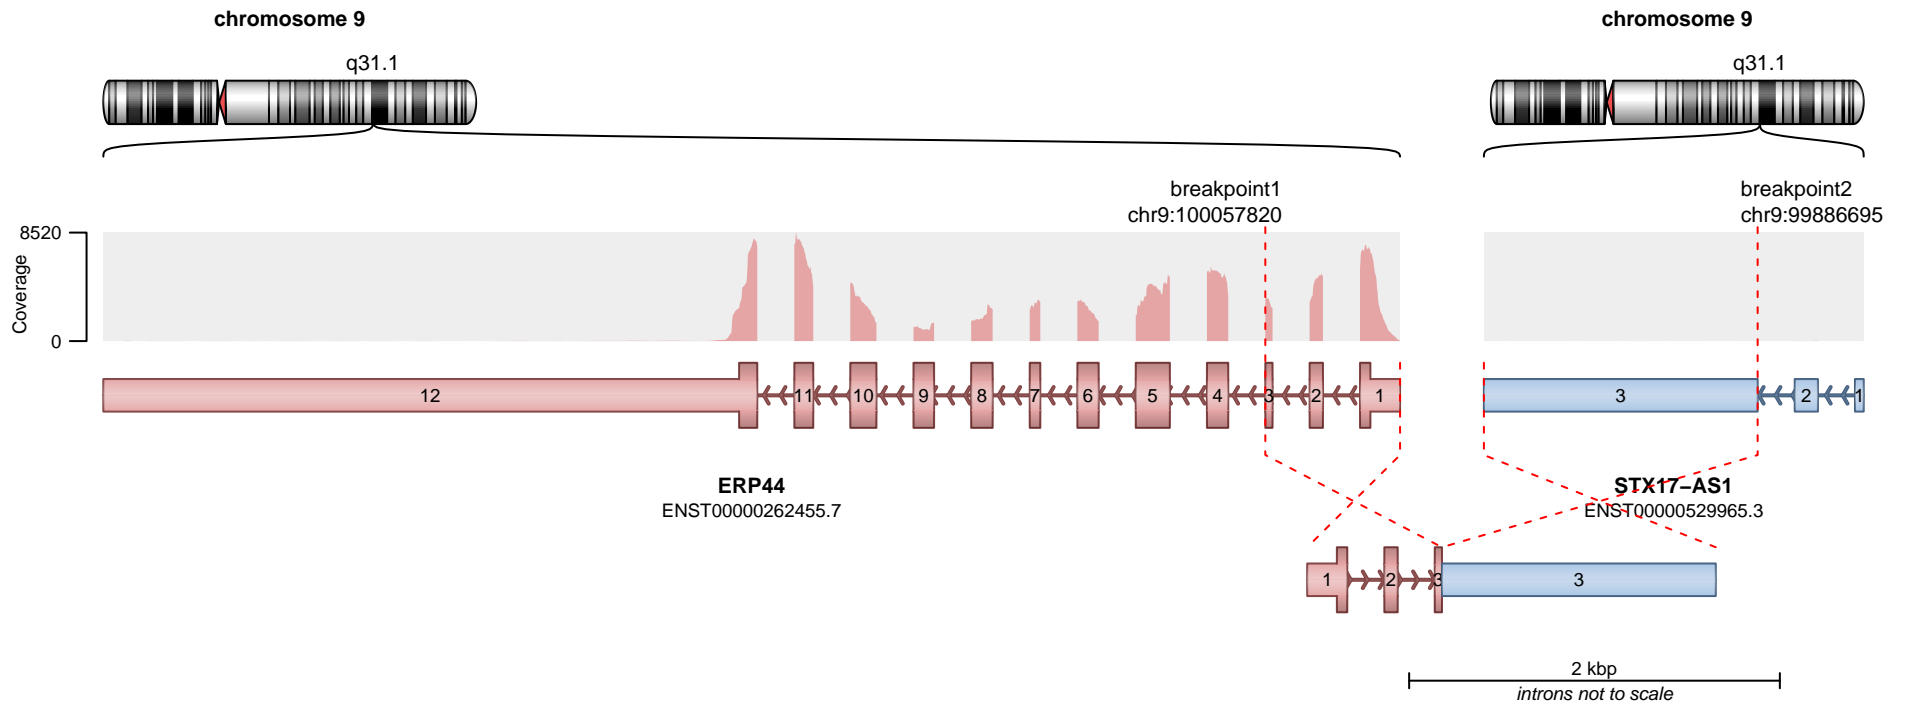 chromosome 9
chromosome 9
q31.1
q31.1
breakpoint1
chr9:100057820
breakpoint2
chr9:99886695
8520
Coverage
0
12
11
10
9
8
7
6
5
4
3
2
1
3
2
1
ERP44
ENST00000262455.7
STX17−AS1
ENST00000529965.3
1
2
3
3
2 kbp
introns not to scale